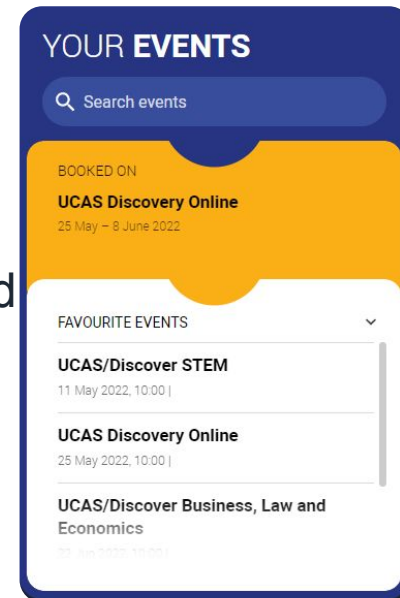 YOUR EVENTS
Search events
BOOKED ON
UCAS Discovery Online
25 May – 8 June 2022
d
FAVOURITE EVENTS
UCAS/Discover STEM
11 May 2022, 10:00 |
UCAS Discovery Online
25 May 2022, 10:00 |
UCAS/Discover Business, Law and
Economics